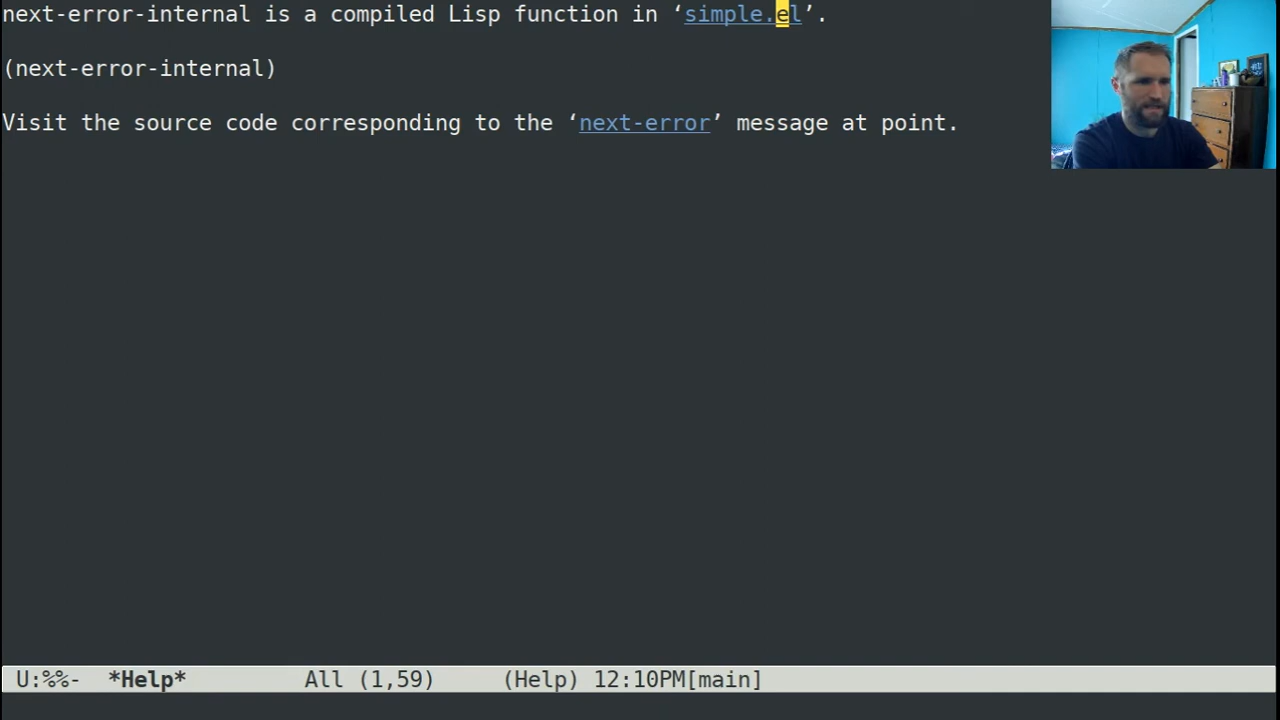 next-error-internal is a compiled Lisp function in ‘simple.el’.
(next-error-internal)
Visit the source code corresponding to the ‘next-error’ message at point.
U:%%-  *Help*         All (1,59)     (Help) 12:10PM[main]